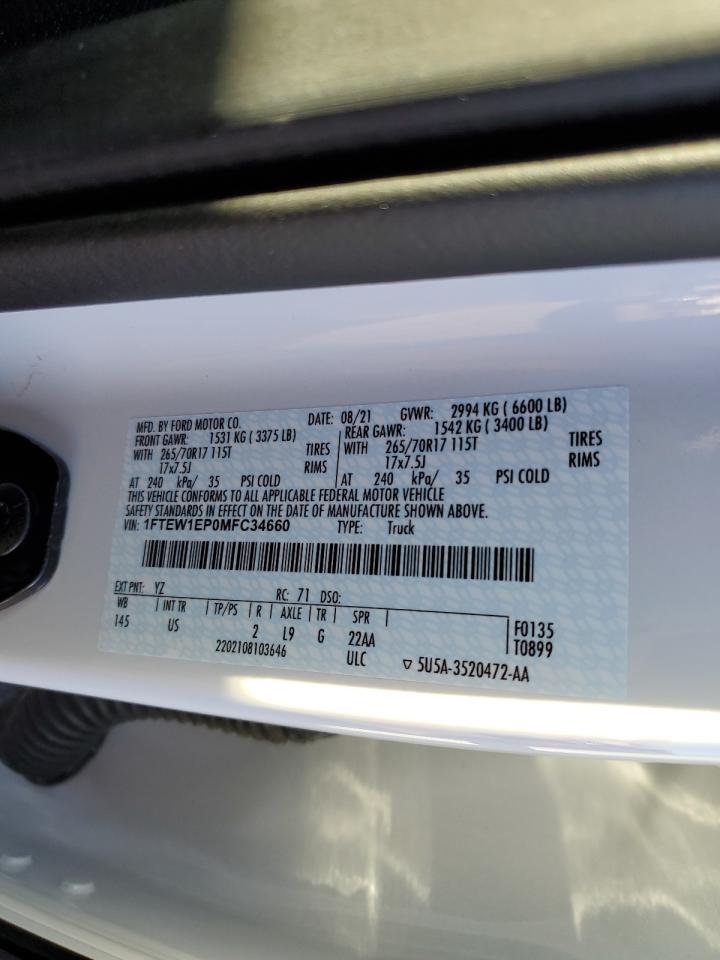 MFD. BY FORD MOTOR CO. DATE: 08/21 GVWR: 2994 KG ( 6600 LB)
FRONT GAWR: 1531 KG ( 3375 LB) REAR GAWR: 1542 KG ( 3400 LB)
WITH 265/70R17 115T TIRES WITH 265/70R17 115T TIRES
17x7.5J RIMS 17x7.5J RIMS
AT 240 kPa/ 35 PSI COLD AT 240 kPa/ 35 PSI COLD
THIS VEHICLE CONFORMS TO ALL APPLICABLE FEDERAL MOTOR VEHICLE
SAFETY STANDARDS IN EFFECT ON THE DATE OF MANUFACTURE SHOWN ABOVE.
VIN: 1FTEW1EP0MFC34660 TYPE: Truck
EXT PNT: YZ RC: 71 DSO:
WB INT TR TP/PS R AXLE TR SPR F0135
145 US 2 L9 G 22AA T0899
2202108103646 ULC 5U5A-3520472-AA